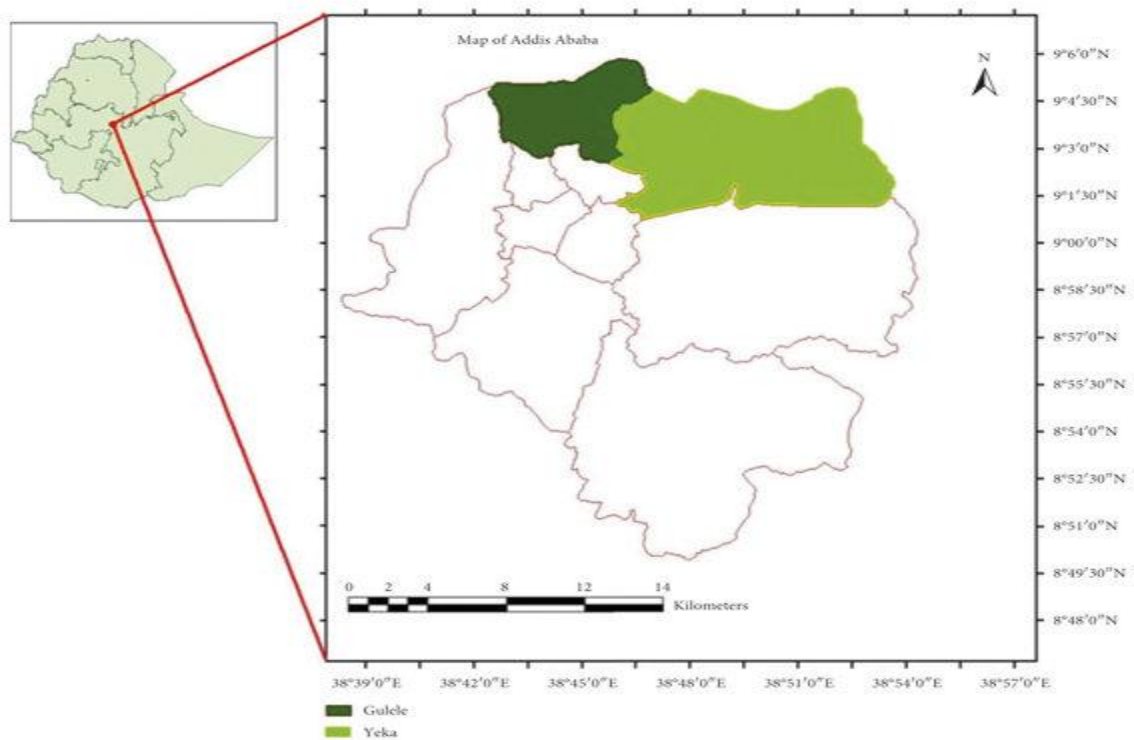 Map of Addis Ababa
N
9°6′0″N
9°4′30″N
9°3′0″N
9°1′30″N
9°00′0″N
8°58′30″N
8°57′0″N
8°55′30″N
8°54′0″N
8°52′30″N
8°51′0″N
8°49′30″N
8°48′0″N
0 2 4 8 12 14
Kilometers
38°39′0″E 38°42′0″E 38°45′0″E 38°48′0″E 38°51′0″E 38°54′0″E 38°57′0″E
Gulele
Yeka